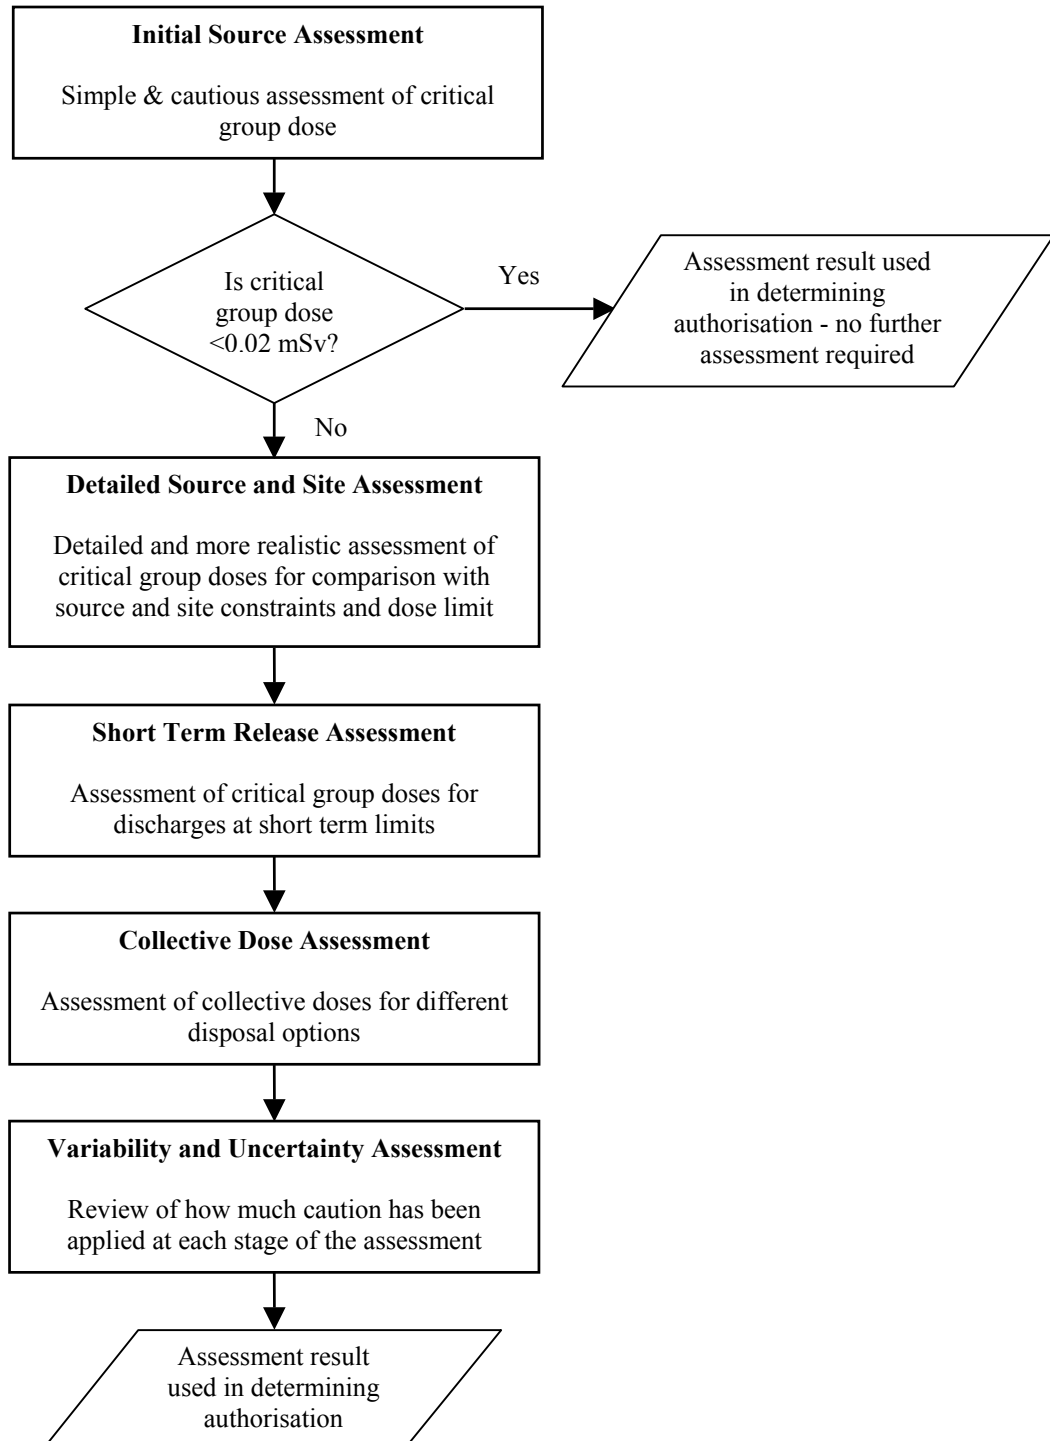 Initial Source Assessment
Simple & cautious assessment of critical
group dose
Is critical
group dose
<0.02 mSv?
Yes
Assessment result used
in determining
authorisation - no further
assessment required
No
Detailed Source and Site Assessment
Detailed and more realistic assessment of
critical group doses for comparison with
source and site constraints and dose limit
Short Term Release Assessment
Assessment of critical group doses for
discharges at short term limits
Collective Dose Assessment
Assessment of collective doses for different
disposal options
Variability and Uncertainty Assessment
Review of how much caution has been
applied at each stage of the assessment
Assessment result
used in determining
authorisation